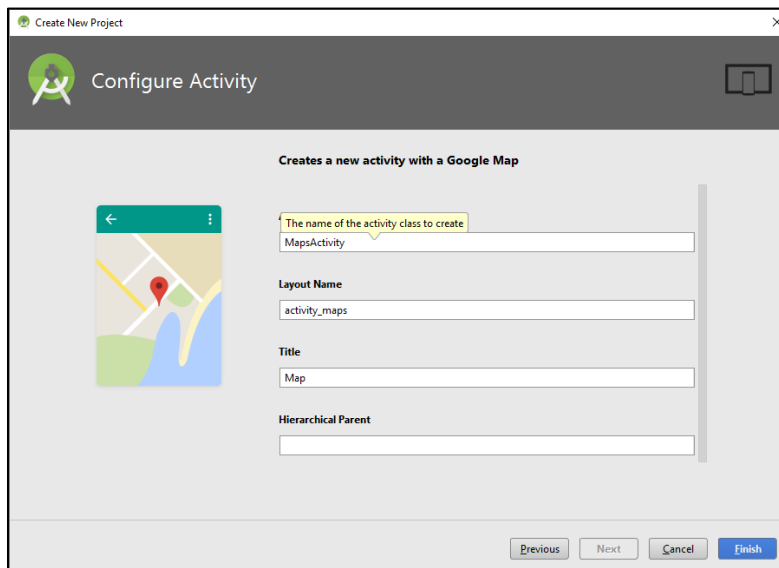 Create New Project
Configure Activity
Creates a new activity with a Google Map
The name of the activity class to create
MapsActivity
Layout Name
activity_maps
Title
Map
Hierarchical Parent
Previous Next Cancel Finish